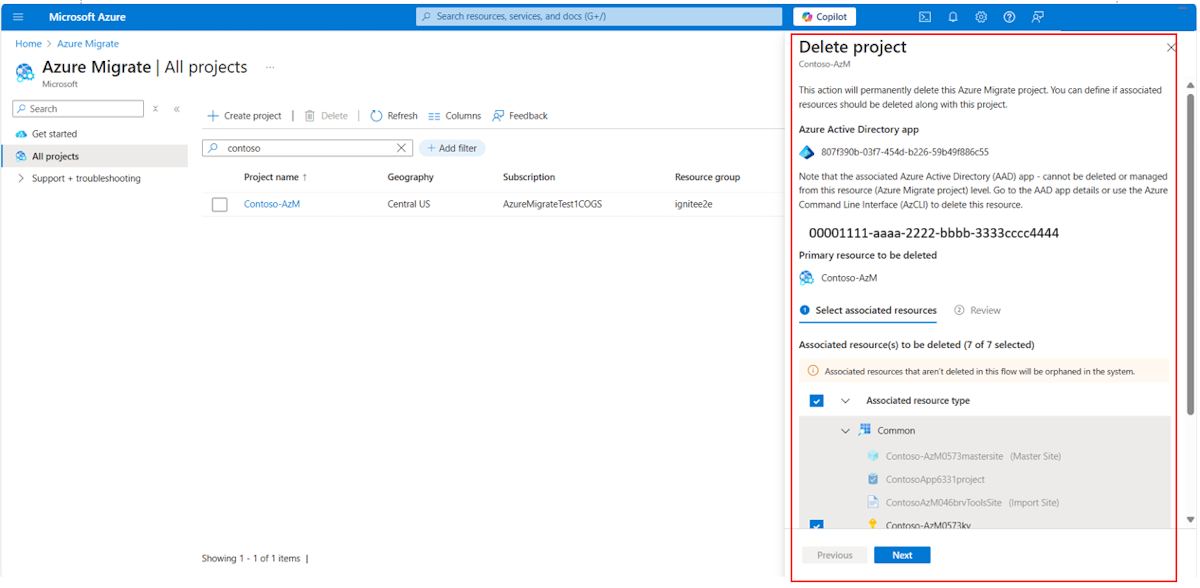 Microsoft Azure
Search resources, services, and docs (G+/)
Copilot
Home > Azure Migrate
Azure Migrate | All projects ...
Microsoft
Search
Get started
All projects
Support + troubleshooting
Create project
Delete
Refresh
Columns
Feedback
contoso
Add filter
Project name ↑ Geography Subscription Resource group
Contoso-AzM Central US AzureMigrateTest1COGS ignitee2e
Showing 1 - 1 of 1 items
Delete project
Contoso-AzM
This action will permanently delete this Azure Migrate project. You can define if associated
resources should be deleted along with this project.
Azure Active Directory app
807f390b-03f7-454d-b226-59b49f886c55
Note that the associated Azure Active Directory (AAD) app - cannot be deleted or managed
from this resource (Azure Migrate project) level. Go to the AAD app details or use the Azure
Command Line Interface (AzCLI) to delete this resource.
00001111-aaaa-2222-bbbb-3333cccc4444
Primary resource to be deleted
Contoso-AzM
1 Select associated resources
2 Review
Associated resource(s) to be deleted (7 of 7 selected)
Associated resources that aren't deleted in this flow will be orphaned in the system.
Associated resource type
Common
Contoso-AzM0573mastersite (Master Site)
ContosoApp6331project
ContosoAzM046brvToolsSite (Import Site)
Contoso-AzM0573kv
Previous
Next